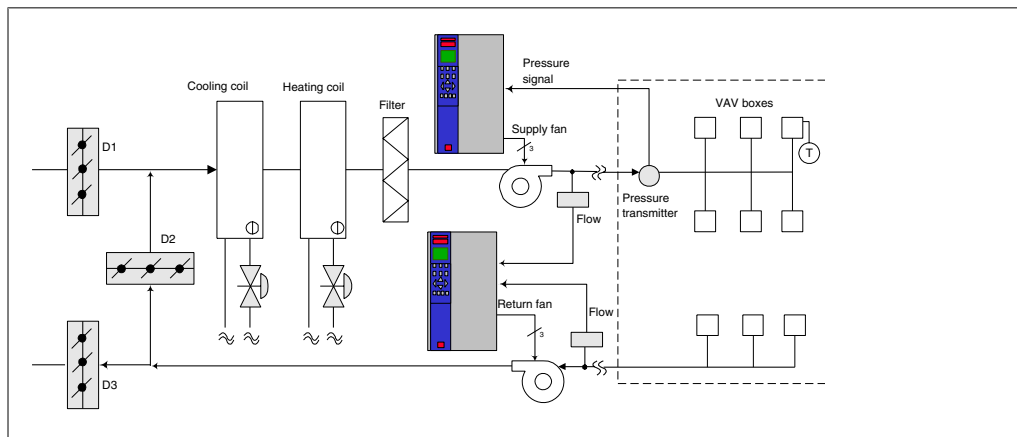 Pressure
signal
Cooling coil
Heating coil
Filter
VAV boxes
D1
Supply fan
3
T
Pressure
transmitter
Flow
D2
Return fan
3
Flow
D3